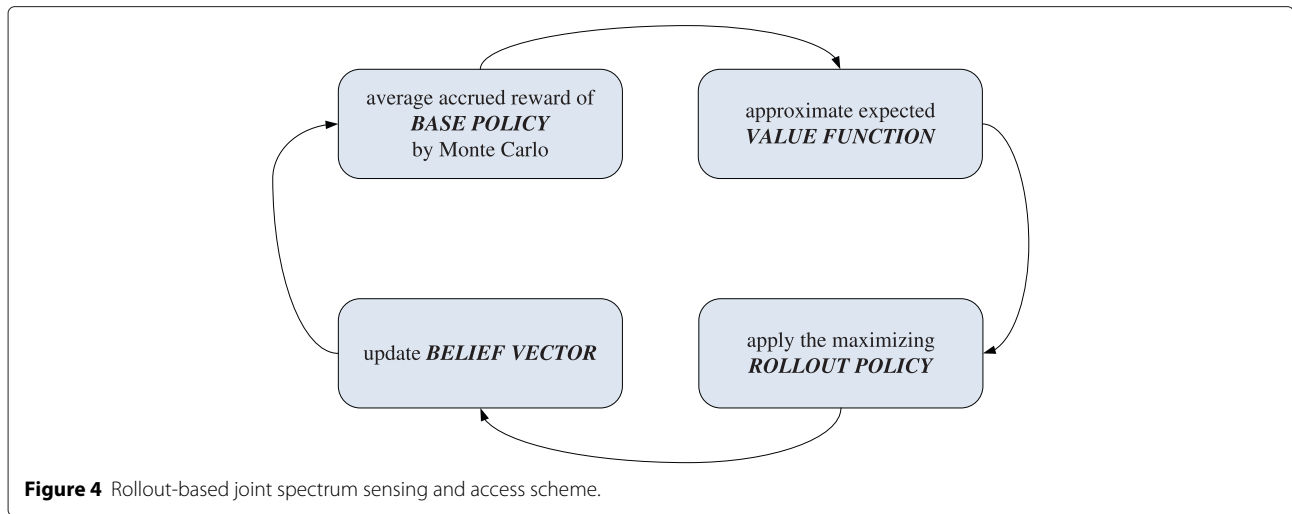 average accrued reward of
BASE POLICY
by Monte Carlo
approximate expected
VALUE FUNCTION
update BELIEF VECTOR
apply the maximizing
ROLLOUT POLICY
Figure 4 Rollout-based joint spectrum sensing and access scheme.